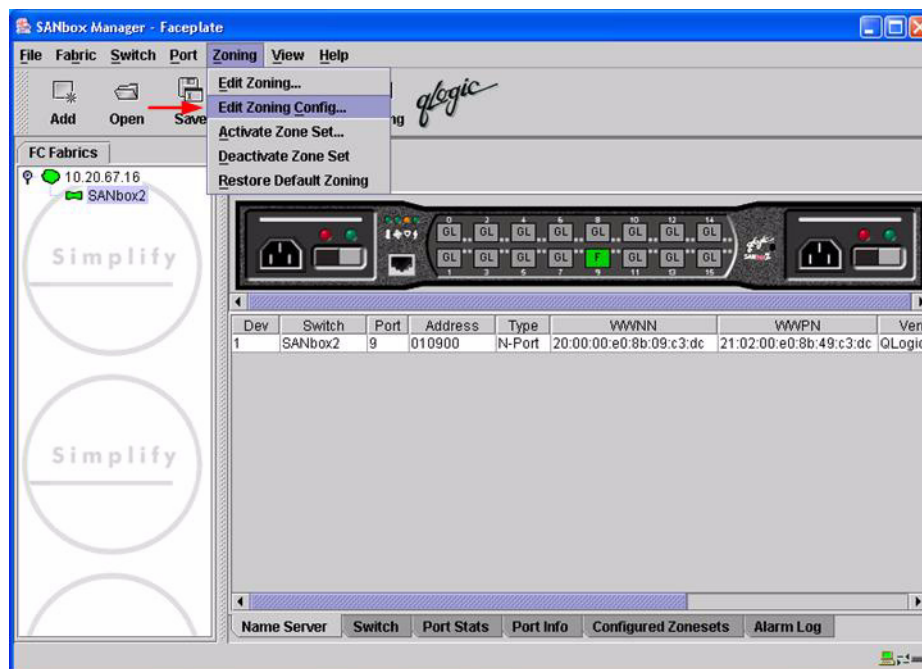 SANbox Manager - Faceplate
File Fabric Switch Port Zoning View Help
Add Open Save
Edit Zoning...
Edit Zoning Config...
Activate Zone Set...
Deactivate Zone Set
Restore Default Zoning
qlogic
FC Fabrics
10.20.67.16
SANbox2
Simplify
Simplify
0 2 4 6 8 10 12 14
GL GL GL GL GL GL GL GL
GL GL GL GL F GL GL GL
1 3 5 7 9 11 13 15
Dev Switch Port Address Type WWNN WWPN Ven
1 SANbox2 9 010900 N-Port 20:00:00:e0:8b:09:c3:dc 21:02:00:e0:8b:49:c3:dc QLogic
Name Server Switch Port Stats Port Info Configured Zonesets Alarm Log